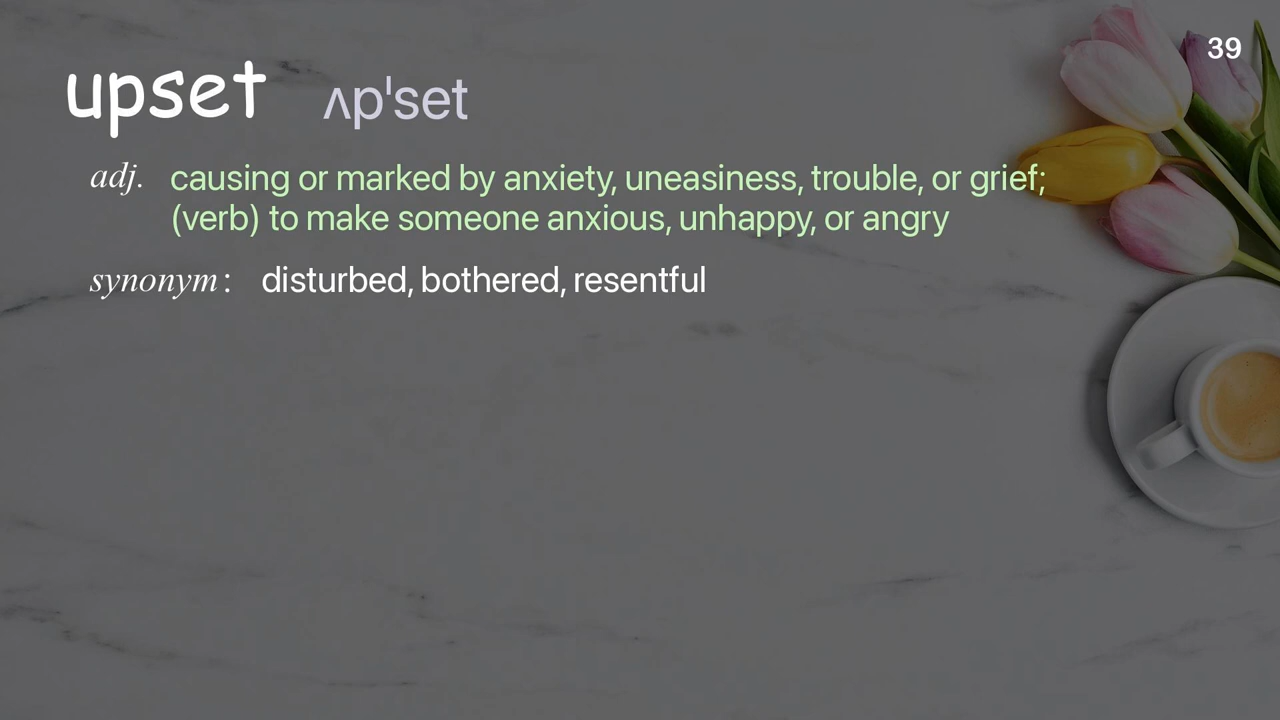 39
upset ʌp'set
adj. causing or marked by anxiety, uneasiness, trouble, or grief;
(verb) to make someone anxious, unhappy, or angry
synonym : disturbed, bothered, resentful